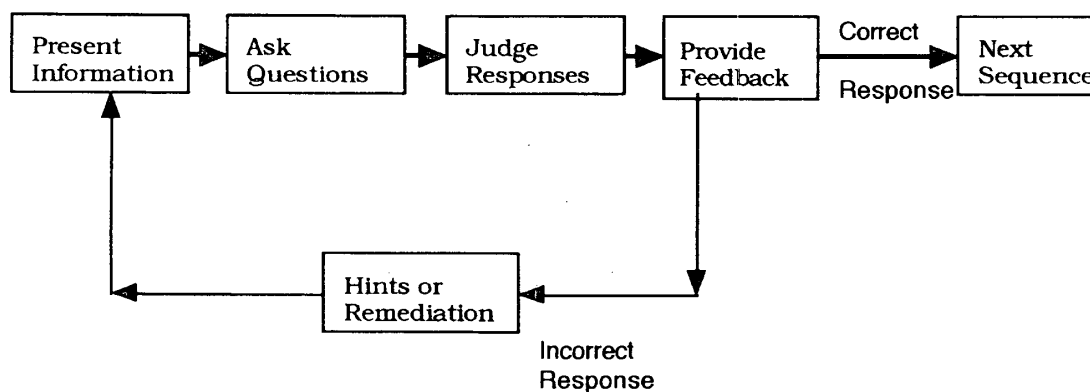 Present
Information
Ask
Questions
Judge
Responses
Provide
Feedback
Correct
Response
Next
Sequence
Hints or
Remediation
Incorrect
Response